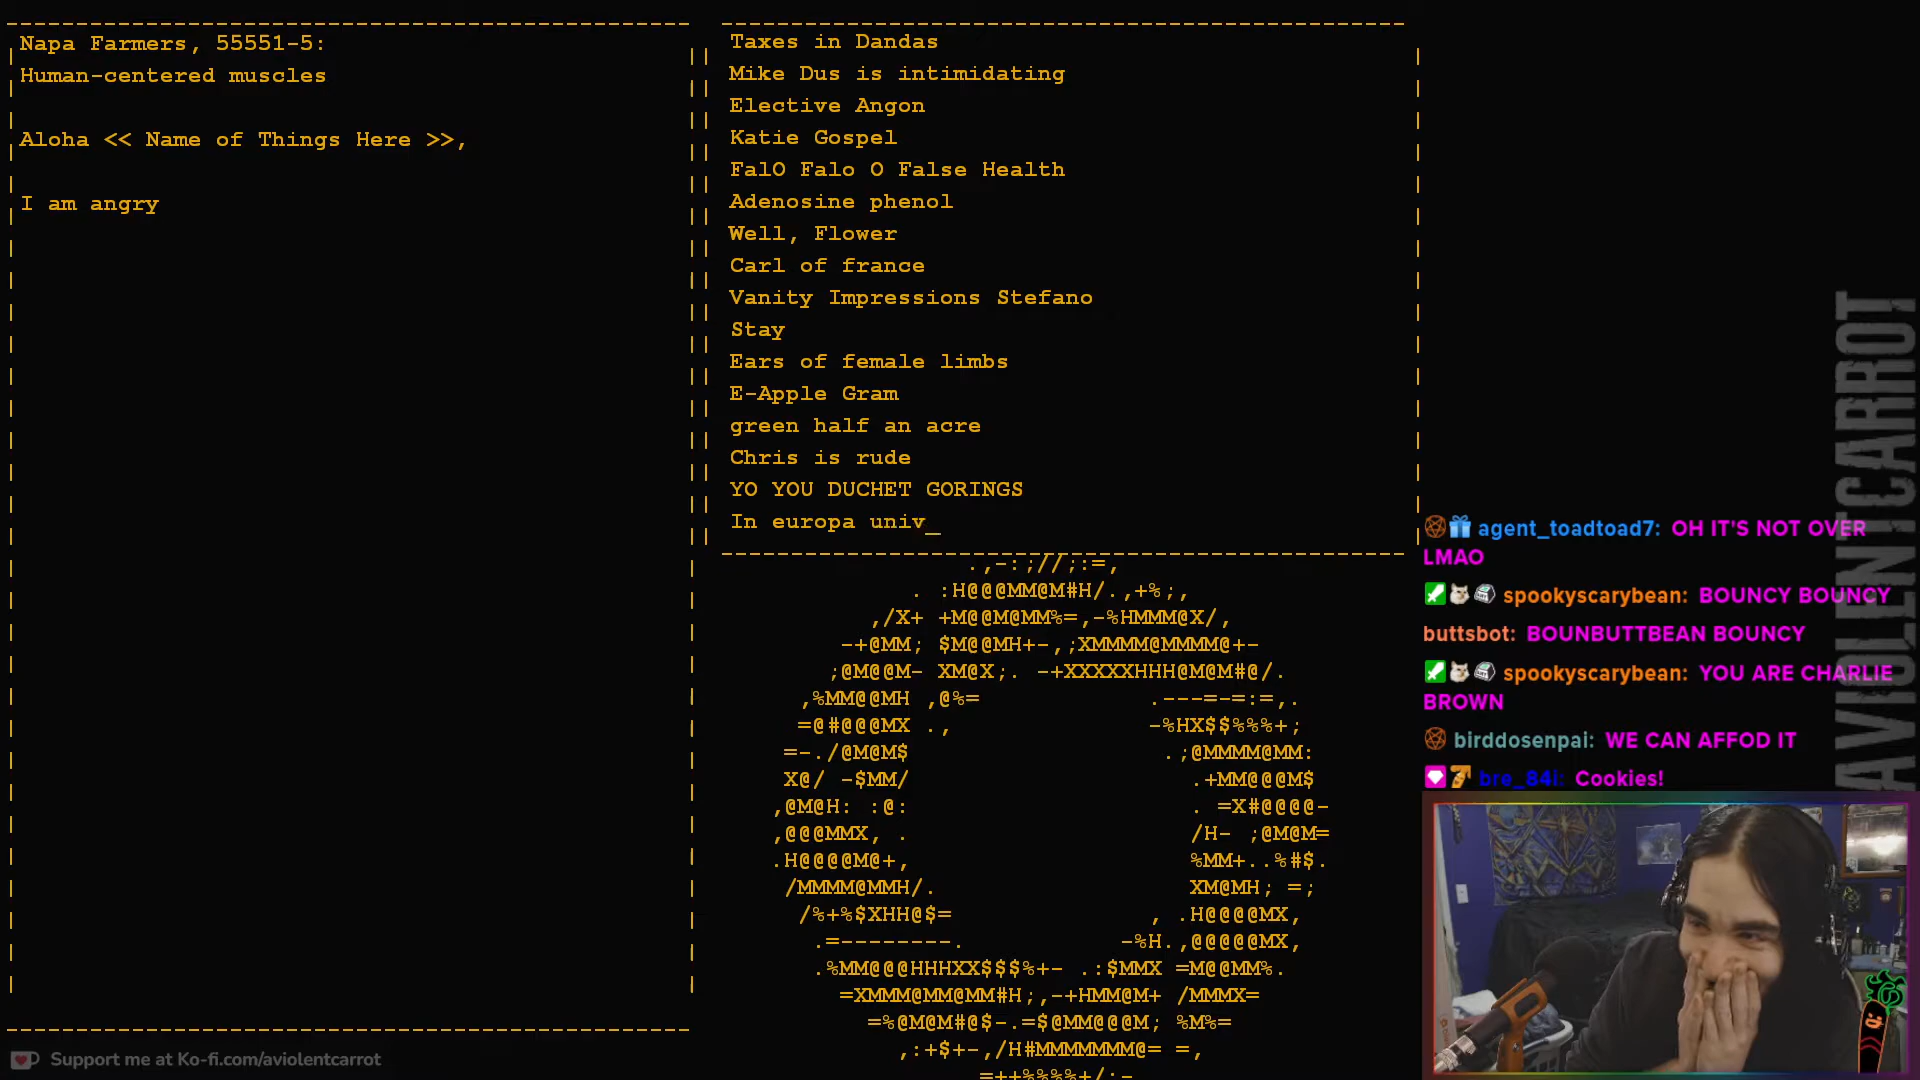 Napa Farmers, 55551-5:
Human-centered muscles
Aloha << Name of Things Here >>,
I am angry
Taxes in Dandas
Mike Dus is intimidating
Elective Angon
Katie Gospel
FalO Falo O False Health
Adenosine phenol
Well, Flower
Carl of france
Vanity Impressions Stefano
Stay
Ears of female limbs
E-Apple Gram
green half an acre
Chris is rude
YO YOU DUCHET GORINGS
In europa univ_
agent_toadtoad7: OH IT'S NOT OVER
LMAO
spookyscarybean: BOUNCY BOUNCY
buttsbot: BOUNBUTTBEAN BOUNCY
spookyscarybean: YOU ARE CHARLIE
BROWN
birddosenpai: WE CAN AFFOD IT
bre_84i: Cookies!
AVIOLENTCARROT
Support me at Ko-fi.com/aviolentcarrot